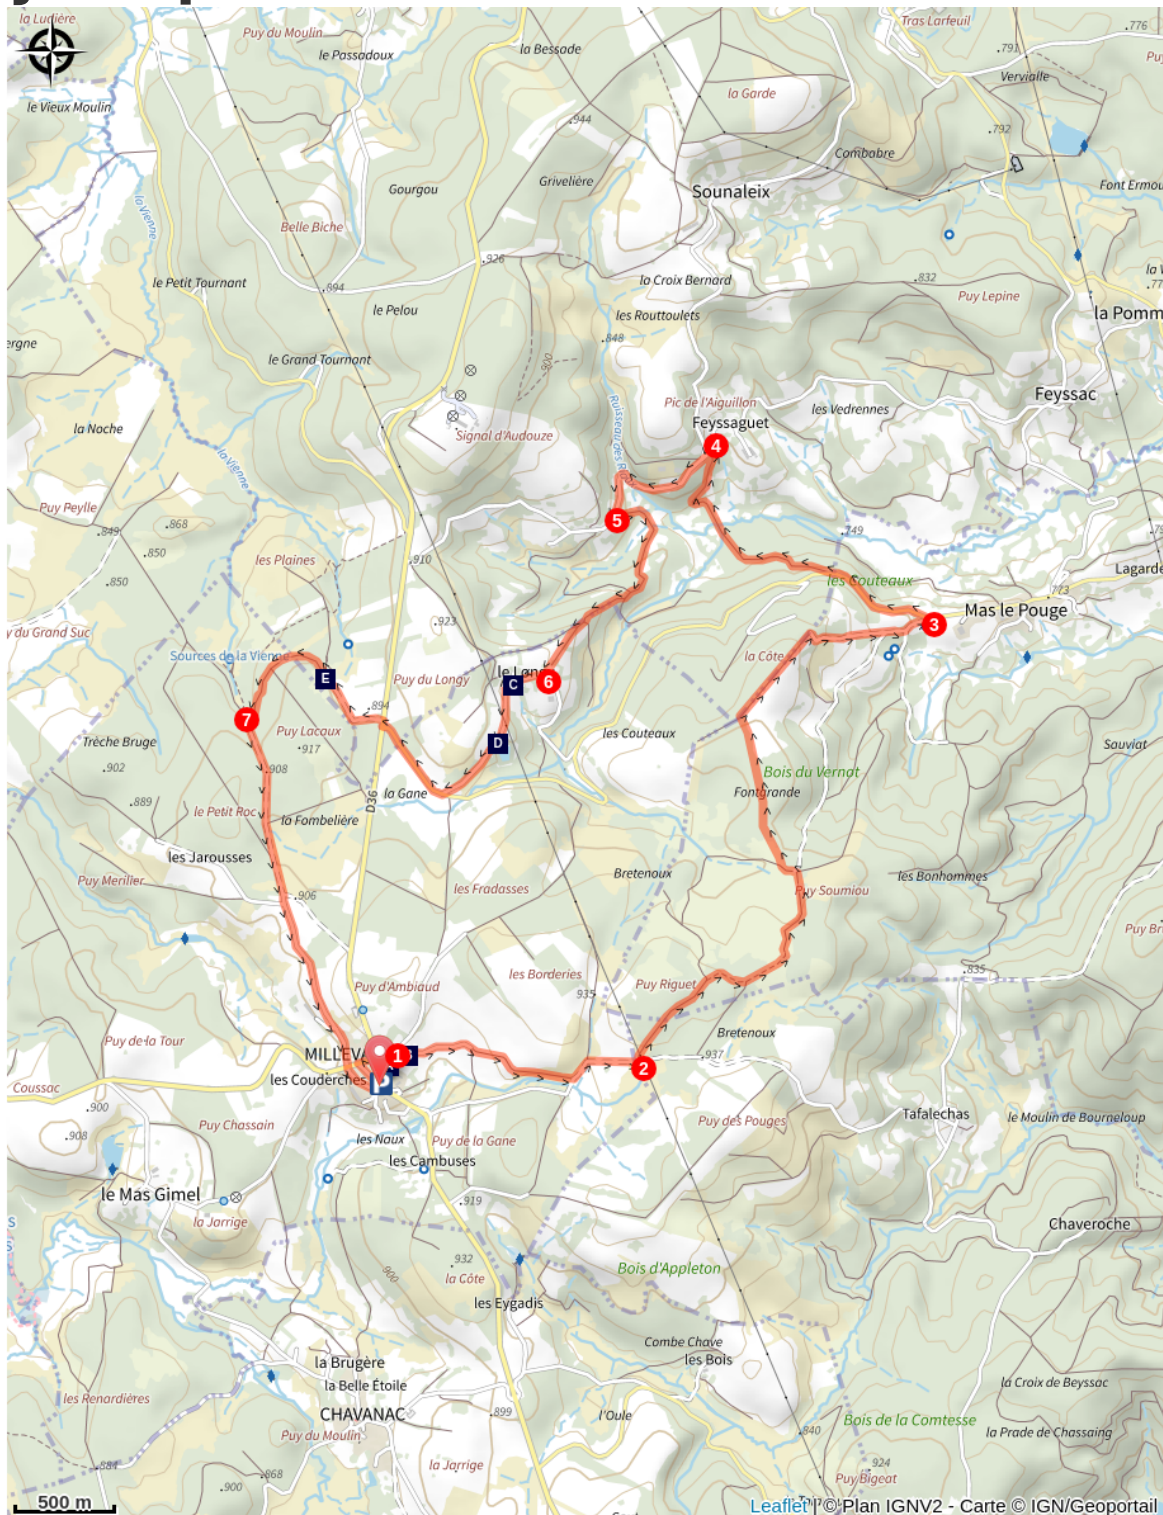 la Ludière
Puy du Moulin
le Passadoux
la Bessade
Tras Larfeuil
.776
.791
Vervialle
le Vieux Moulin
la Garde
.944
.792
Combabre
Gourgou
Grivelière
Sounaleix
la Vienne
Belle Biche
.926
le Petit Tournant
.894
la Croix Bernard
.832
Puy Lepine
le Pelou
les Routtoulets
la Pomm
.848
le Grand Tournant
900
Feyssac
Pic de l'Aiguillon
les Vedrennes
la Noche
Feyssaguet
4
Signal d'Audouze
la Vienne
Puy Peylle
.868
.849
.850
5
.749
les Plaines
.910
.850
les Couteaux
Lagarde
.773
Mas le Pouge
.923
3
y du Grand Suc
Sources de la Vienne
la Côte
6
Puy du Longy
C
E
.894
7
Puy Lacaux
les Couteaux
D
Trèche Bruge
.917
Sauviat
.902
.908
Bois du Vernat
la Gane
Fontgrande
.889
le Petit Roc
D36
la Fombelière
les Jarousses
Bretenoux
les Bonhommes
Puy Merilier
les Fradasses
Puy Soumiou
.906
les Borderies
.835
Puy d'Ambiaud
935
Puy Riguet
Puy de la Tour
Bretenoux
1
.937
2
les Couderches
P
Coussac
.900
Puy Chassain
Puy des Pouges
Tafalechas
le Moulin de Bourneloup
.908
les Naux
Puy de la Gane
les Cambuses
le Mas Gimel
.919
la Jarrige
Chaveroche
.932
900
la Côte
Bois d'Appleton
les Eygadis
Combe Chave
les Bois
la Brugère
la Belle Étoile
la Croix de Beyssac
les Renardières
CHAVANAC
.899
l'Oule
Bois de la Comtesse
Puy du Moulin
.840
la Prade de Chassaing
la Jarrige
.884
.868
.924
.900
Puy Bigeat
500 m
Leaflet | © Plan IGNV2 - Carte © IGN/Geoportail